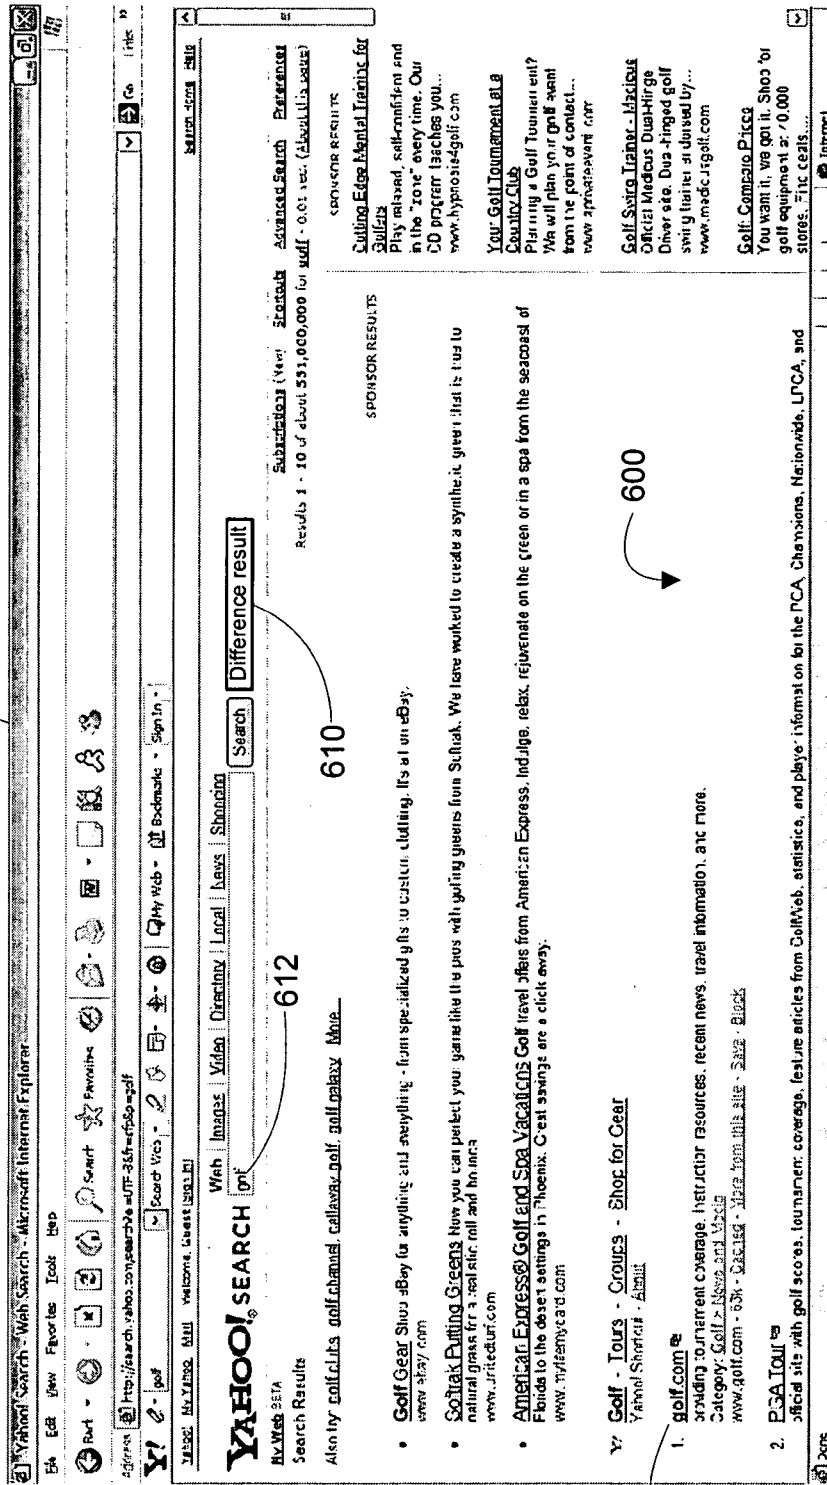 Yahoo! Search - Web Search - Microsoft Internet Explorer
File Edit View Favorites Tools Help
Back Search Favorites
Address http://search.yahoo.com/search?ei=UTF-8&fr=sfp&p=golf Go Links »
Y! golf Search Web My Web Bookmarks Sign In
Yahoo! My Yahoo! Mail Welcome, Guest [Sign In] Search Home Help
Web | Images | Video | Directory | Local | News | Shopping
YAHOO! SEARCH golf Search Difference result
My Web BETA Subscriptions (New) Shortcuts Advanced Search Preferences
Search Results Results 1 - 10 of about 531,000,000 for golf - 0.01 sec. (About this page)
612
610
Also try golf clubs, golf channel, callaway golf, golf galaxy More...
SPONSOR RESULTS
• Golf Gear Shop eBay for anything and everything - from specialized gifts to custom clothing. It's all on eBay.
www.ebay.com
• Softrak Putting Greens Now you can perfect your game like the pros with golfing greens from Softrak. We have worked to create a synthetic green that is true to
natural grass for a realistic roll and bounce
• American Express® Golf and Spa Vacations Golf travel offers from American Express. Indulge, relax, rejuvenate on the green or in a spa from the seacoast of
Florida to the desert settings in Phoenix. Great savings are a click away.
600
Y! Golf - Tours - Groups - Shop for Gear
Yahoo! Shortcut - About
1. golf.com
providing tournament coverage, instruction resources, recent news, travel information, and more.
Category: Golf > News and Media
www.golf.com - 63k - Cached - More from this site - Save - Block
2. PGA Tour
official site with golf scores, tournament coverage, feature articles from GolfWeb, statistics, and player information for the PGA, Champions, Nationwide, LPGA, and
SPONSOR RESULTS
Cutting Edge Mental Training for
Golfers
Play relaxed, self-confident and
in the "zone" every time. Our
CD program teaches you...
www.hypnosis4golf.com
Your Golf Tournament at a
Country Club
Planning a Golf Tournament?
We will plan your golf event
from the point of contact...
www.aprivateevent.com
Golf Swing Trainer - Medicus
Official Medicus Dual-Hinge
Driver site. Dual-hinged golf
swing trainer endorsed by...
www.medicusgolf.com
Golf: Compare Prices
You want it, we got it. Shop for
golf equipment at 70,000
stores. Find deals....
Done Internet